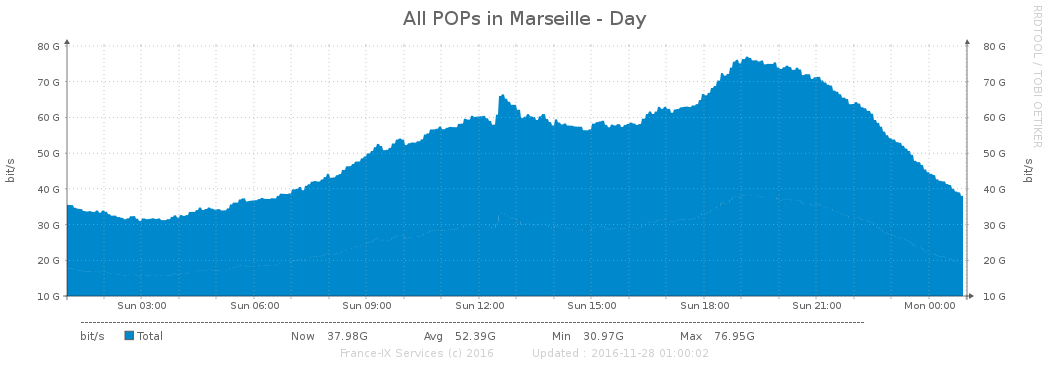 All POPs in Marseille - Day
RRDTOOL / TOBI OETIKER
80 G 80 G
70 G 70 G
60 G 60 G
50 G 50 G
40 G 40 G
30 G 30 G
20 G 20 G
10 G 10 G
bit/s
bit/s
Sun 03:00 Sun 06:00 Sun 09:00 Sun 12:00 Sun 15:00 Sun 18:00 Sun 21:00 Mon 00:00
bit/s Total Now 37.98G Avg 52.39G Min 30.97G Max 76.95G
France-IX Services (c) 2016 Updated : 2016-11-28 01:00:02